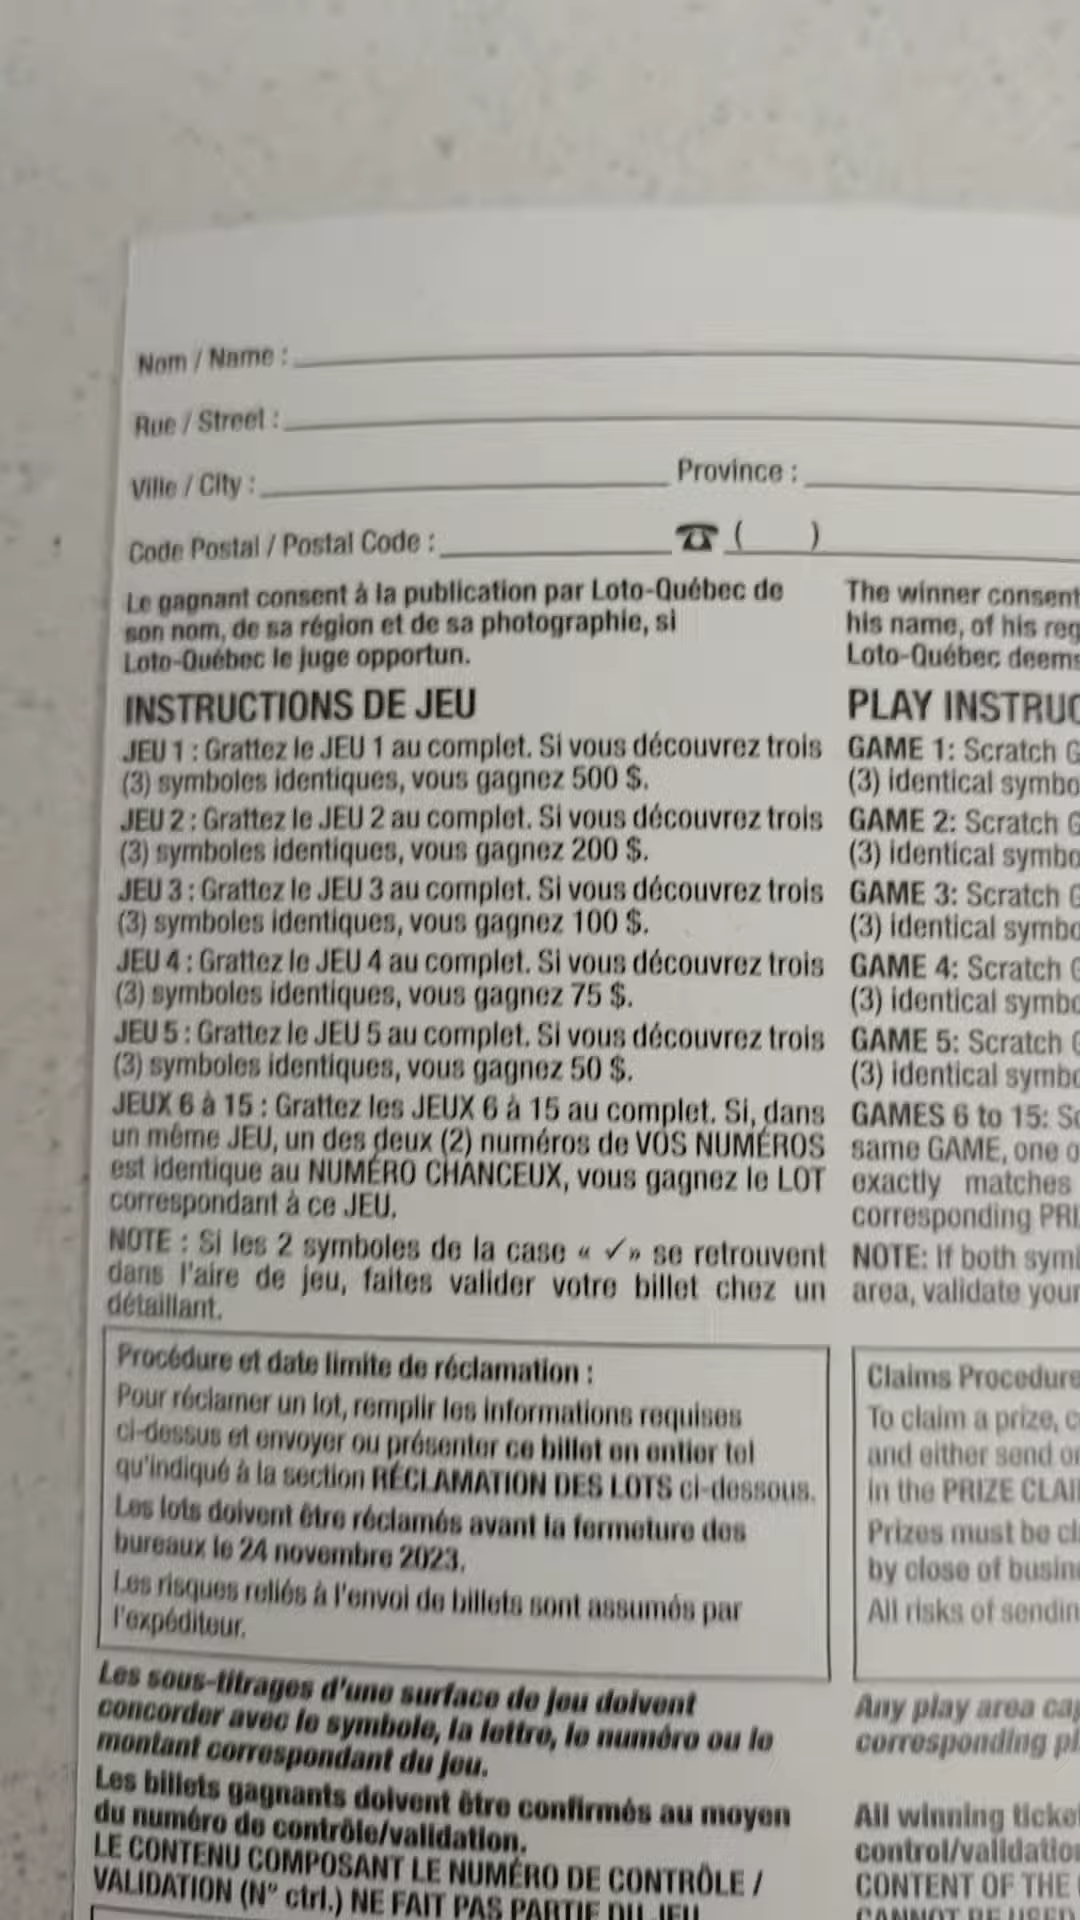 Nom / Name :
Rue / Street :
Ville / City :
Province :
Code Postal / Postal Code :
☎ ( )
Le gagnant consent à la publication par Loto-Québec de
son nom, de sa région et de sa photographie, si
Loto-Québec le juge opportun.
INSTRUCTIONS DE JEU
JEU 1 : Grattez le JEU 1 au complet. Si vous découvrez trois
(3) symboles identiques, vous gagnez 500 $.
JEU 2 : Grattez le JEU 2 au complet. Si vous découvrez trois
(3) symboles identiques, vous gagnez 200 $.
JEU 3 : Grattez le JEU 3 au complet. Si vous découvrez trois
(3) symboles identiques, vous gagnez 100 $.
JEU 4 : Grattez le JEU 4 au complet. Si vous découvrez trois
(3) symboles identiques, vous gagnez 75 $.
JEU 5 : Grattez le JEU 5 au complet. Si vous découvrez trois
(3) symboles identiques, vous gagnez 50 $.
JEUX 6 à 15 : Grattez les JEUX 6 à 15 au complet. Si, dans
un même JEU, un des deux (2) numéros de VOS NUMÉROS
est identique au NUMÉRO CHANCEUX, vous gagnez le LOT
correspondant à ce JEU.
NOTE : Si les 2 symboles de la case « ✓» se retrouvent
dans l'aire de jeu, faites valider votre billet chez un
détaillant.
Procédure et date limite de réclamation :
Pour réclamer un lot, remplir les informations requises
ci-dessus et envoyer ou présenter ce billet en entier tel
qu'indiqué à la section RÉCLAMATION DES LOTS ci-dessous.
Les lots doivent être réclamés avant la fermeture des
bureaux le 24 novembre 2023.
Les risques reliés à l'envoi de billets sont assumés par
l'expéditeur.
Les sous-titrages d'une surface de jeu doivent
concorder avec le symbole, la lettre, le numéro ou le
montant correspondant du jeu.
Les billets gagnants doivent être confirmés au moyen
du numéro de contrôle/validation.
LE CONTENU COMPOSANT LE NUMÉRO DE CONTRÔLE /
VALIDATION (N° ctrl.) NE FAIT PAS PARTIE DU JEU
The winner consent
his name, of his reg
Loto-Québec deems
PLAY INSTRUC
GAME 1: Scratch G
(3) identical symbo
GAME 2: Scratch G
(3) identical symbo
GAME 3: Scratch G
(3) identical symbo
GAME 4: Scratch G
(3) identical symbo
GAME 5: Scratch G
(3) identical symbo
GAMES 6 to 15: Sc
same GAME, one o
exactly matches
corresponding PRI
NOTE: If both symb
area, validate your
Claims Procedure
To claim a prize, c
and either send or
in the PRIZE CLAI
Prizes must be cl
by close of busine
All risks of sendin
Any play area cap
corresponding pl
All winning ticke
control/validation
CONTENT OF THE
CANNOT BE USED